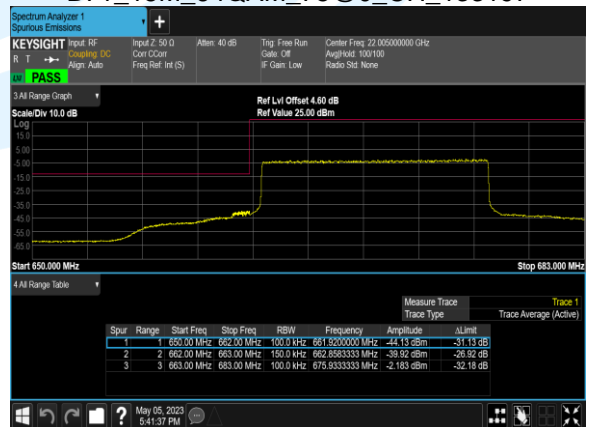 Spectrum Analyzer 1
Spurious Emissions
+
KEYSIGHT Input: RF Input Z: 50 Ω Atten: 40 dB Trig: Free Run Center Freq: 22.005000000 GHz
R T Coupling: DC Corr CCorr Gate: Off Avg|Hold: 100/100
Align: Auto Freq Ref: Int (S) IF Gain: Low Radio Std: None
PASS
3 All Range Graph
Ref Lvl Offset 4.60 dB
Scale/Div 10.0 dB Ref Value 25.00 dBm
Log
15.0
5.00
-5.00
-15.0
-25.0
-35.0
-45.0
-55.0
-65.0
Start 650.000 MHz Stop 683.000 MHz
4 All Range Table
Measure Trace Trace 1
Trace Type Trace Average (Active)
Spur Range Start Freq Stop Freq RBW Frequency Amplitude ΔLimit
1 1 650.00 MHz 662.00 MHz 100.0 kHz 661.9200000 MHz -44.13 dBm -31.13 dB
2 2 662.00 MHz 663.00 MHz 150.0 kHz 662.8583333 MHz -39.92 dBm -26.92 dB
3 3 663.00 MHz 683.00 MHz 100.0 kHz 675.9333333 MHz -2.183 dBm -32.18 dB
? May 05, 2023
5:41:37 PM